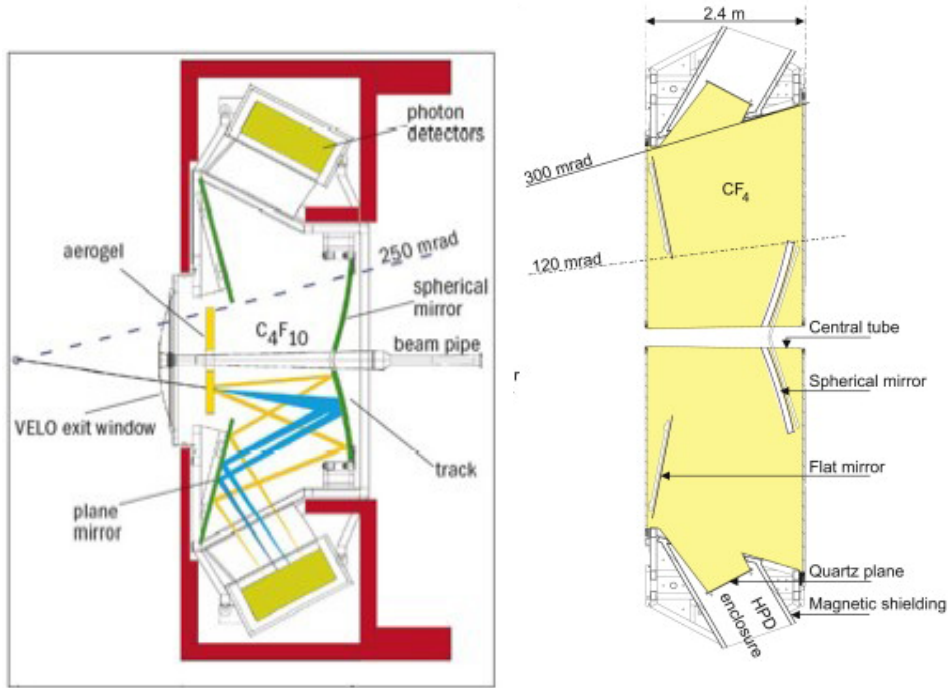 photon
detectors
aerogel
250 mrad
C4F10
spherical
mirror
beam pipe
VELO exit window
track
plane
mirror
r
2.4 m
300 mrad
CF4
120 mrad
Central tube
Spherical mirror
Flat mirror
Quartz plane
Magnetic shielding
HPD
enclosure